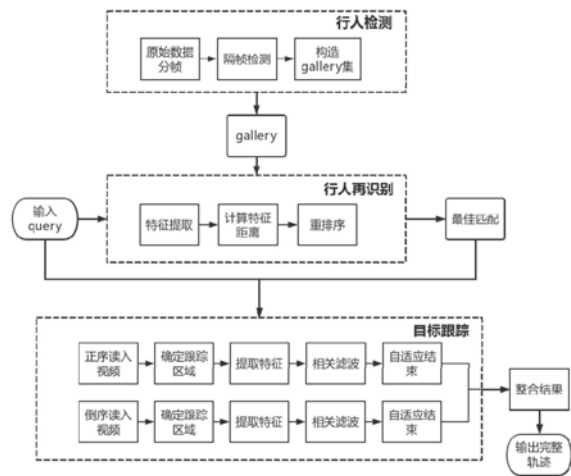 行人检测
原始数据
分帧
隔帧检测
构造
gallery集
gallery
行人再识别
输入
query
特征提取
计算特征
距离
重排序
最佳匹配
目标跟踪
正序读入
视频
确定跟踪
区域
提取特征
相关滤波
自适应结
束
倒序读入
视频
确定跟踪
区域
提取特征
相关滤波
自适应结
束
整合结果
输出完整
轨迹